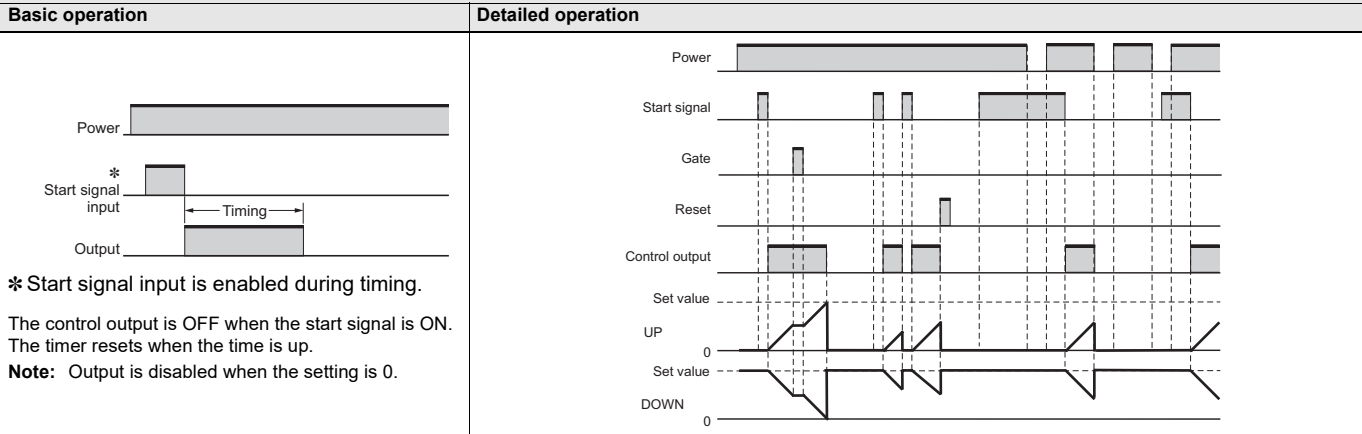 Basic operation
Detailed operation
Power
✽
Start signal
input
Timing
Output
✽ Start signal input is enabled during timing.
The control output is OFF when the start signal is ON.
The timer resets when the time is up.
Note: Output is disabled when the setting is 0.
Power
Start signal
Gate
Reset
Control output
Set value
UP
0
Set value
DOWN
0